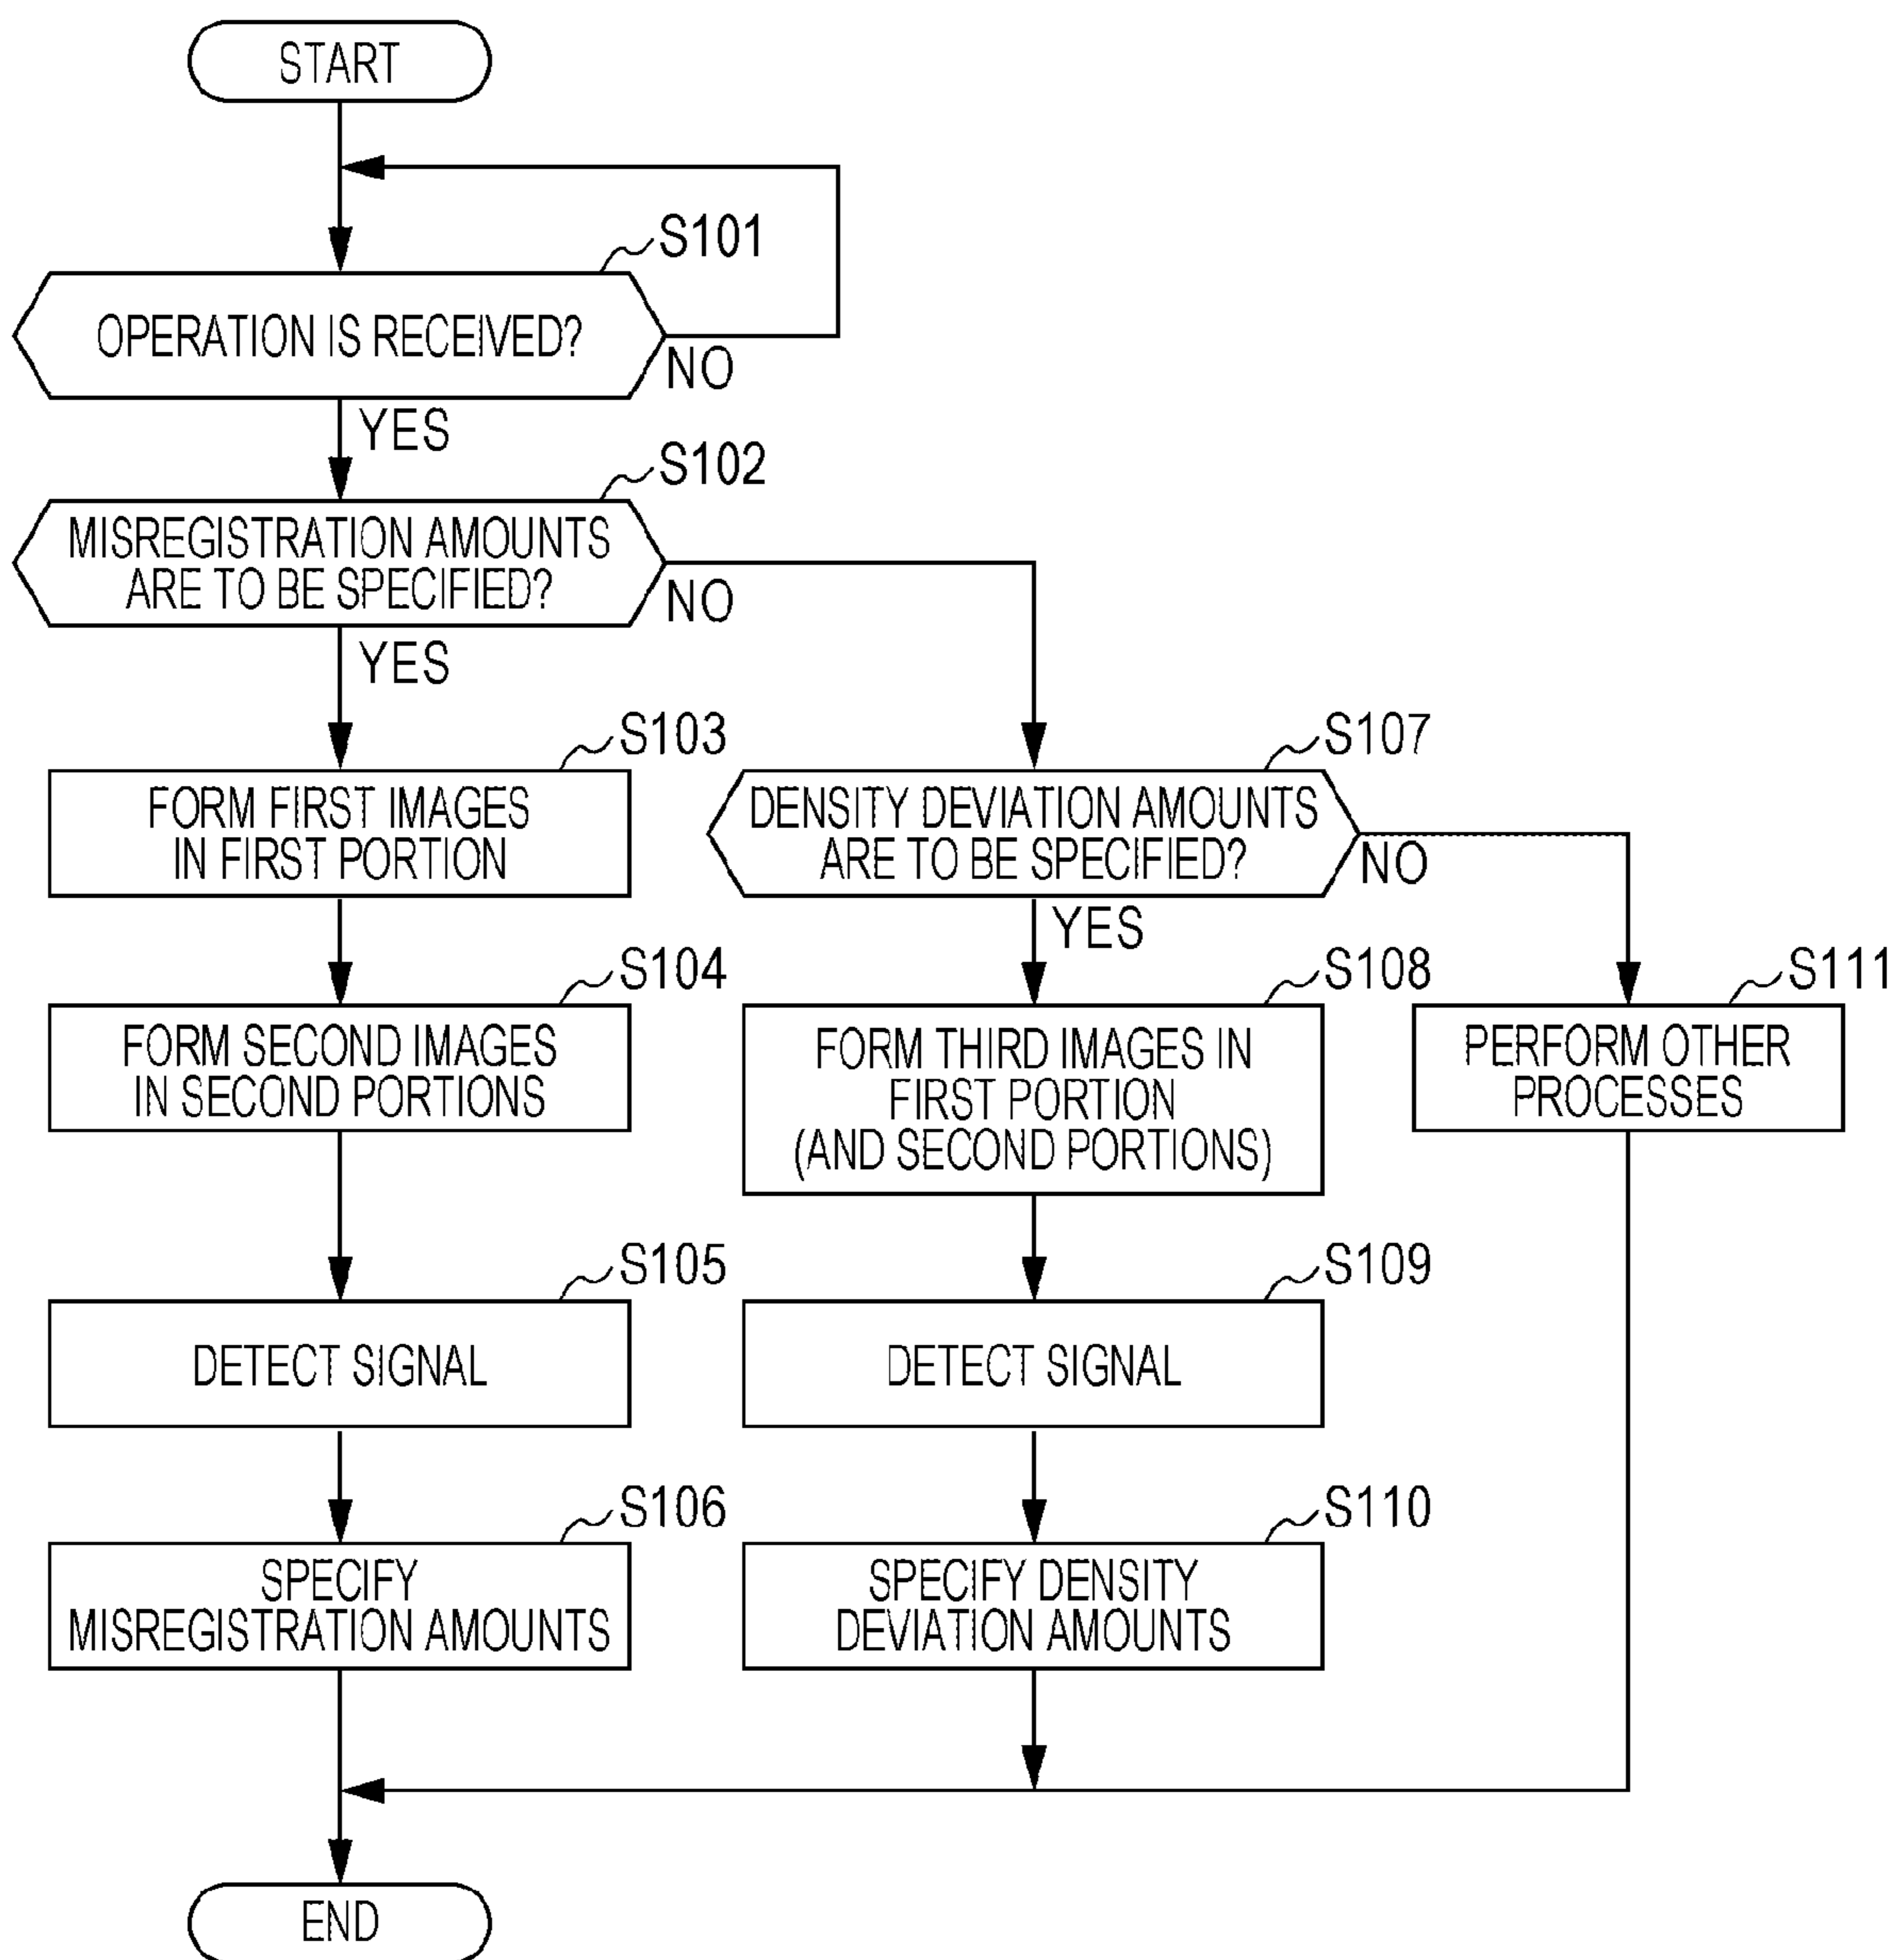 START
S101
OPERATION IS RECEIVED?
NO
YES
S102
MISREGISTRATION AMOUNTS
ARE TO BE SPECIFIED?
NO
YES
S103
FORM FIRST IMAGES
IN FIRST PORTION
S107
DENSITY DEVIATION AMOUNTS
ARE TO BE SPECIFIED?
NO
YES
S104
FORM SECOND IMAGES
IN SECOND PORTIONS
S108
FORM THIRD IMAGES IN
FIRST PORTION
(AND SECOND PORTIONS)
S111
PERFORM OTHER
PROCESSES
S105
DETECT SIGNAL
S109
DETECT SIGNAL
S106
SPECIFY
MISREGISTRATION AMOUNTS
S110
SPECIFY DENSITY
DEVIATION AMOUNTS
END